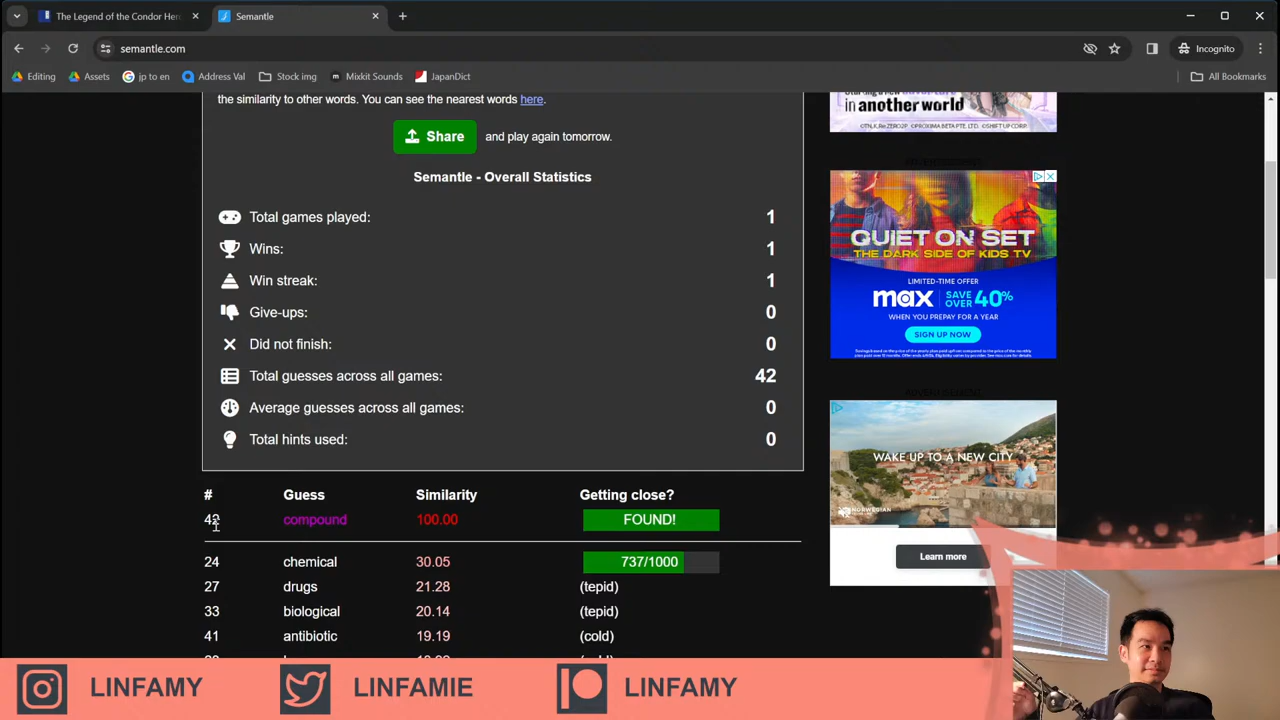 The Legend of the Condor Her
Semantle
semantle.com
Incognito
Editing
Assets
jp to en
Address Val
Stock img
Mixkit Sounds
JapanDict
All Bookmarks
the similarity to other words. You can see the nearest words here.
Share and play again tomorrow.
Semantle - Overall Statistics
Total games played: 1
Wins: 1
Win streak: 1
Give-ups: 0
Did not finish: 0
Total guesses across all games: 42
Average guesses across all games: 0
Total hints used: 0
# Guess Similarity Getting close?
42 compound 100.00 FOUND!
24 chemical 30.05 737/1000
27 drugs 21.28 (tepid)
33 biological 20.14 (tepid)
41 antibiotic 19.19 (cold)
in another world
QUIET ON SET
THE DARK SIDE OF KIDS TV
LIMITED-TIME OFFER
max SAVE OVER 40%
WHEN YOU PREPAY FOR A YEAR
SIGN UP NOW
WAKE UP TO A NEW CITY
NORWEGIAN
Learn more
LINFAMY
LINFAMIE
LINFAMY